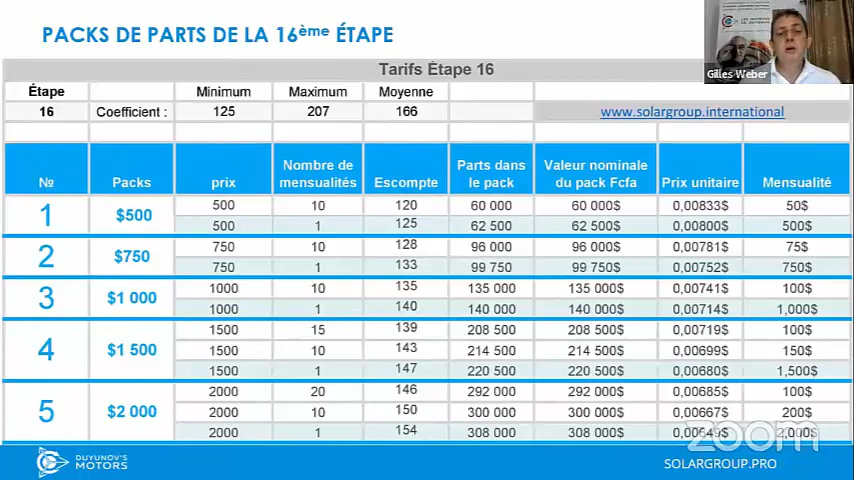 PACKS DE PARTS DE LA 16ème ÉTAPE
Gilles Weber
Tarifs Étape 16
Étape Minimum Maximum Moyenne
16 Coefficient : 125 207 166 www.solargroup.international
№ Packs prix Nombre de mensualités Escompte Parts dans le pack Valeur nominale du pack Fcfa Prix unitaire Mensualité
1 $500
500 10 120 60 000 60 000$ 0,00833$ 50$
500 1 125 62 500 62 500$ 0,00800$ 500$
2 $750
750 10 128 96 000 96 000$ 0,00781$ 75$
750 1 133 99 750 99 750$ 0,00752$ 750$
3 $1 000
1000 10 135 135 000 135 000$ 0,00741$ 100$
1000 1 140 140 000 140 000$ 0,00714$ 1,000$
4 $1 500
1500 15 139 208 500 208 500$ 0,00719$ 100$
1500 10 143 214 500 214 500$ 0,00699$ 150$
1500 1 147 220 500 220 500$ 0,00680$ 1,500$
5 $2 000
2000 20 146 292 000 292 000$ 0,00685$ 100$
2000 10 150 300 000 300 000$ 0,00667$ 200$
2000 1 154 308 000 308 000$ 0,00649$ 2,000$
zoom
DUYUNOV'S
MOTORS
SOLARGROUP.PRO